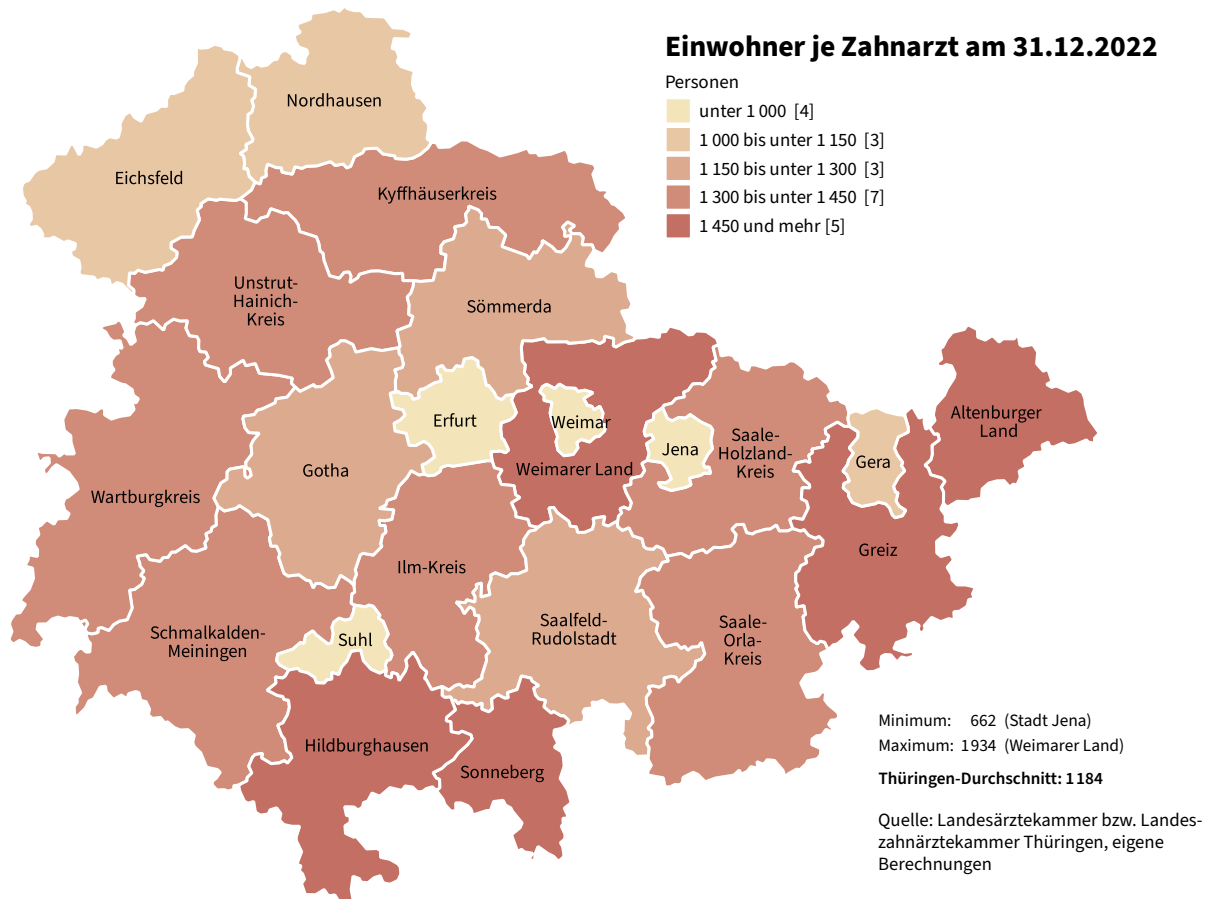 Einwohner je Zahnarzt am 31.12.2022
Personen
unter 1 000 [4]
1 000 bis unter 1 150 [3]
1 150 bis unter 1 300 [3]
1 300 bis unter 1 450 [7]
1 450 und mehr [5]
Nordhausen
Eichsfeld
Kyffhäuserkreis
Unstrut-
Hainich-
Kreis
Sömmerda
Erfurt
Weimar
Weimarer Land
Jena
Saale-
Holzland-
Kreis
Gera
Altenburger
Land
Gotha
Wartburgkreis
Greiz
Ilm-Kreis
Schmalkalden-
Meiningen
Suhl
Saalfeld-
Rudolstadt
Saale-
Orla-
Kreis
Hildburghausen
Sonneberg
Minimum: 662 (Stadt Jena)
Maximum: 1934 (Weimarer Land)
Thüringen-Durchschnitt: 1184
Quelle: Landesärztekammer bzw. Landes-
zahnärztekammer Thüringen, eigene
Berechnungen